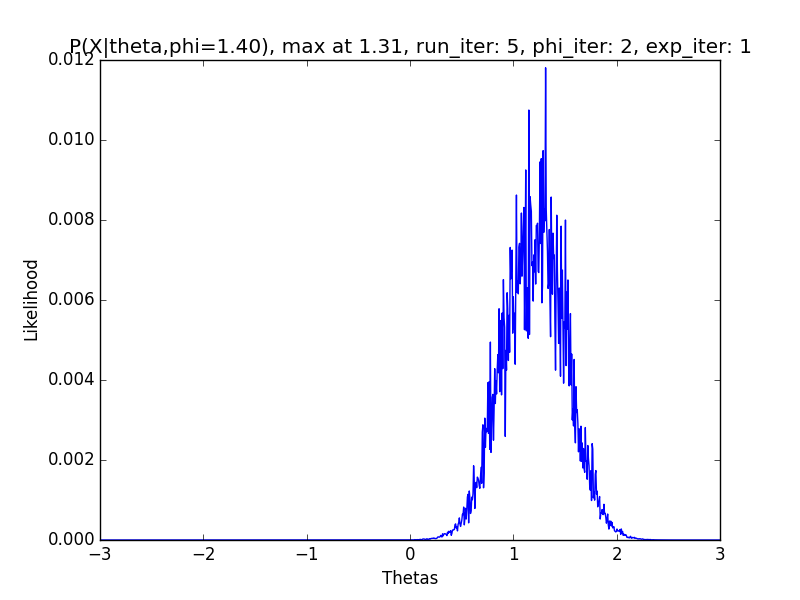 P(X|theta,phi=1.40), max at 1.31, run_iter: 5, phi_iter: 2, exp_iter: 1
0.012
0.010
0.008
0.006
0.004
0.002
0.000
Likelihood
−3 −2 −1 0 1 2 3
Thetas